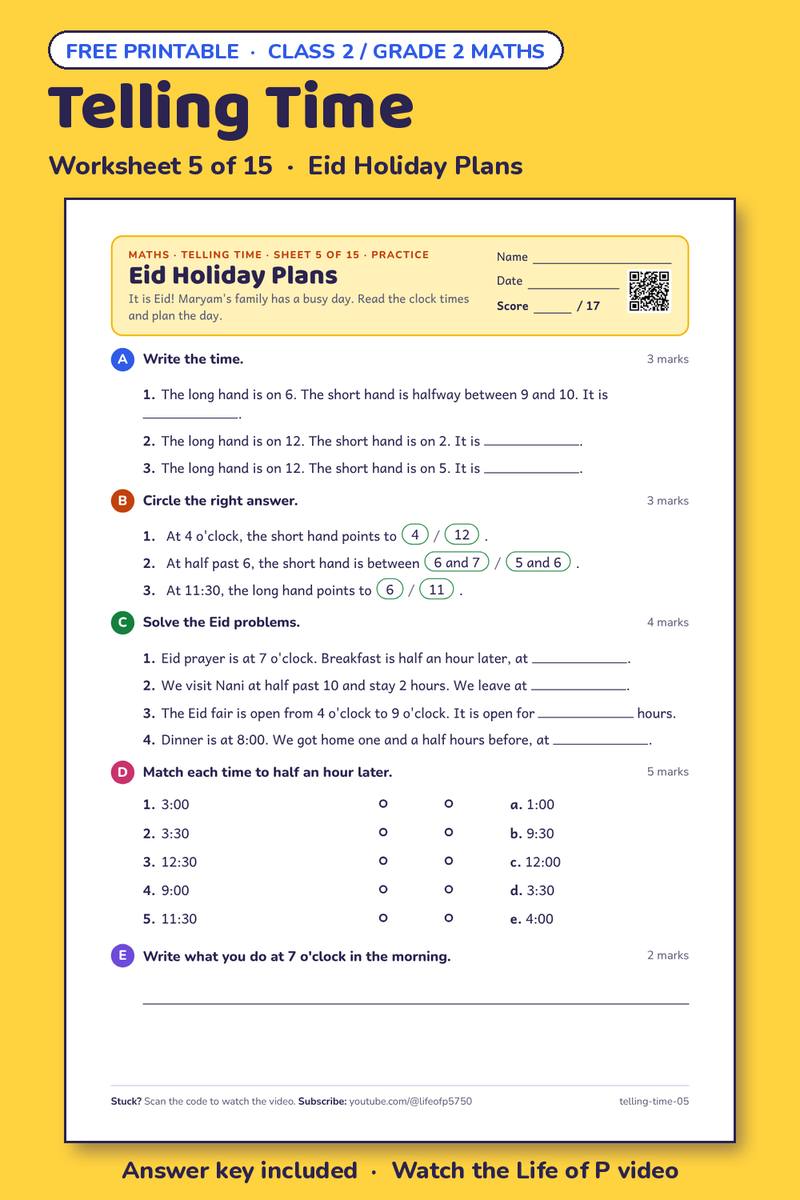 FREE PRINTABLE · CLASS 2 / GRADE 2 MATHS
Telling Time
Worksheet 5 of 15 · Eid Holiday Plans
MATHS · TELLING TIME · SHEET 5 OF 15 · PRACTICE
Eid Holiday Plans
It is Eid! Maryam's family has a busy day. Read the clock times
and plan the day.
Name ____________
Date ____________
Score _____ / 17
A Write the time. 3 marks
1. The long hand is on 6. The short hand is halfway between 9 and 10. It is
____________.
2. The long hand is on 12. The short hand is on 2. It is ____________.
3. The long hand is on 12. The short hand is on 5. It is ____________.
B Circle the right answer. 3 marks
1. At 4 o'clock, the short hand points to 4 / 12 .
2. At half past 6, the short hand is between 6 and 7 / 5 and 6 .
3. At 11:30, the long hand points to 6 / 11 .
C Solve the Eid problems. 4 marks
1. Eid prayer is at 7 o'clock. Breakfast is half an hour later, at ____________.
2. We visit Nani at half past 10 and stay 2 hours. We leave at ____________.
3. The Eid fair is open from 4 o'clock to 9 o'clock. It is open for ____________ hours.
4. Dinner is at 8:00. We got home one and a half hours before, at ____________.
D Match each time to half an hour later. 5 marks
1. 3:00 a. 1:00
2. 3:30 b. 9:30
3. 12:30 c. 12:00
4. 9:00 d. 3:30
5. 11:30 e. 4:00
E Write what you do at 7 o'clock in the morning. 2 marks
Stuck? Scan the code to watch the video. Subscribe: youtube.com/@lifeofp5750 telling-time-05
Answer key included · Watch the Life of P video